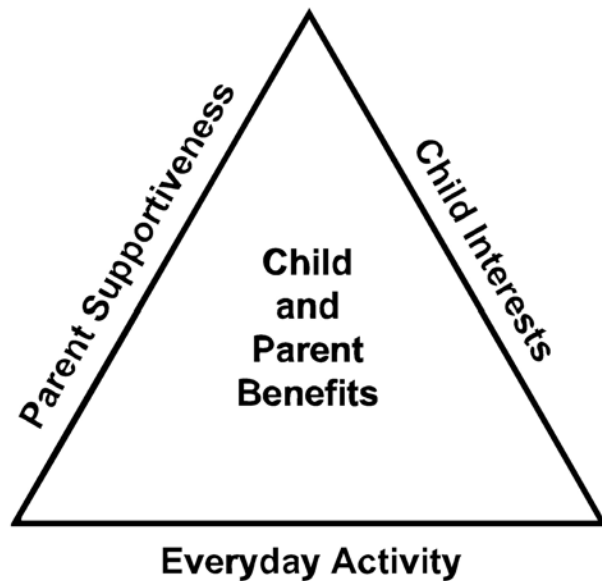 Parent Supportiveness
Child Interests
Child
and
Parent
Benefits
Everyday Activity